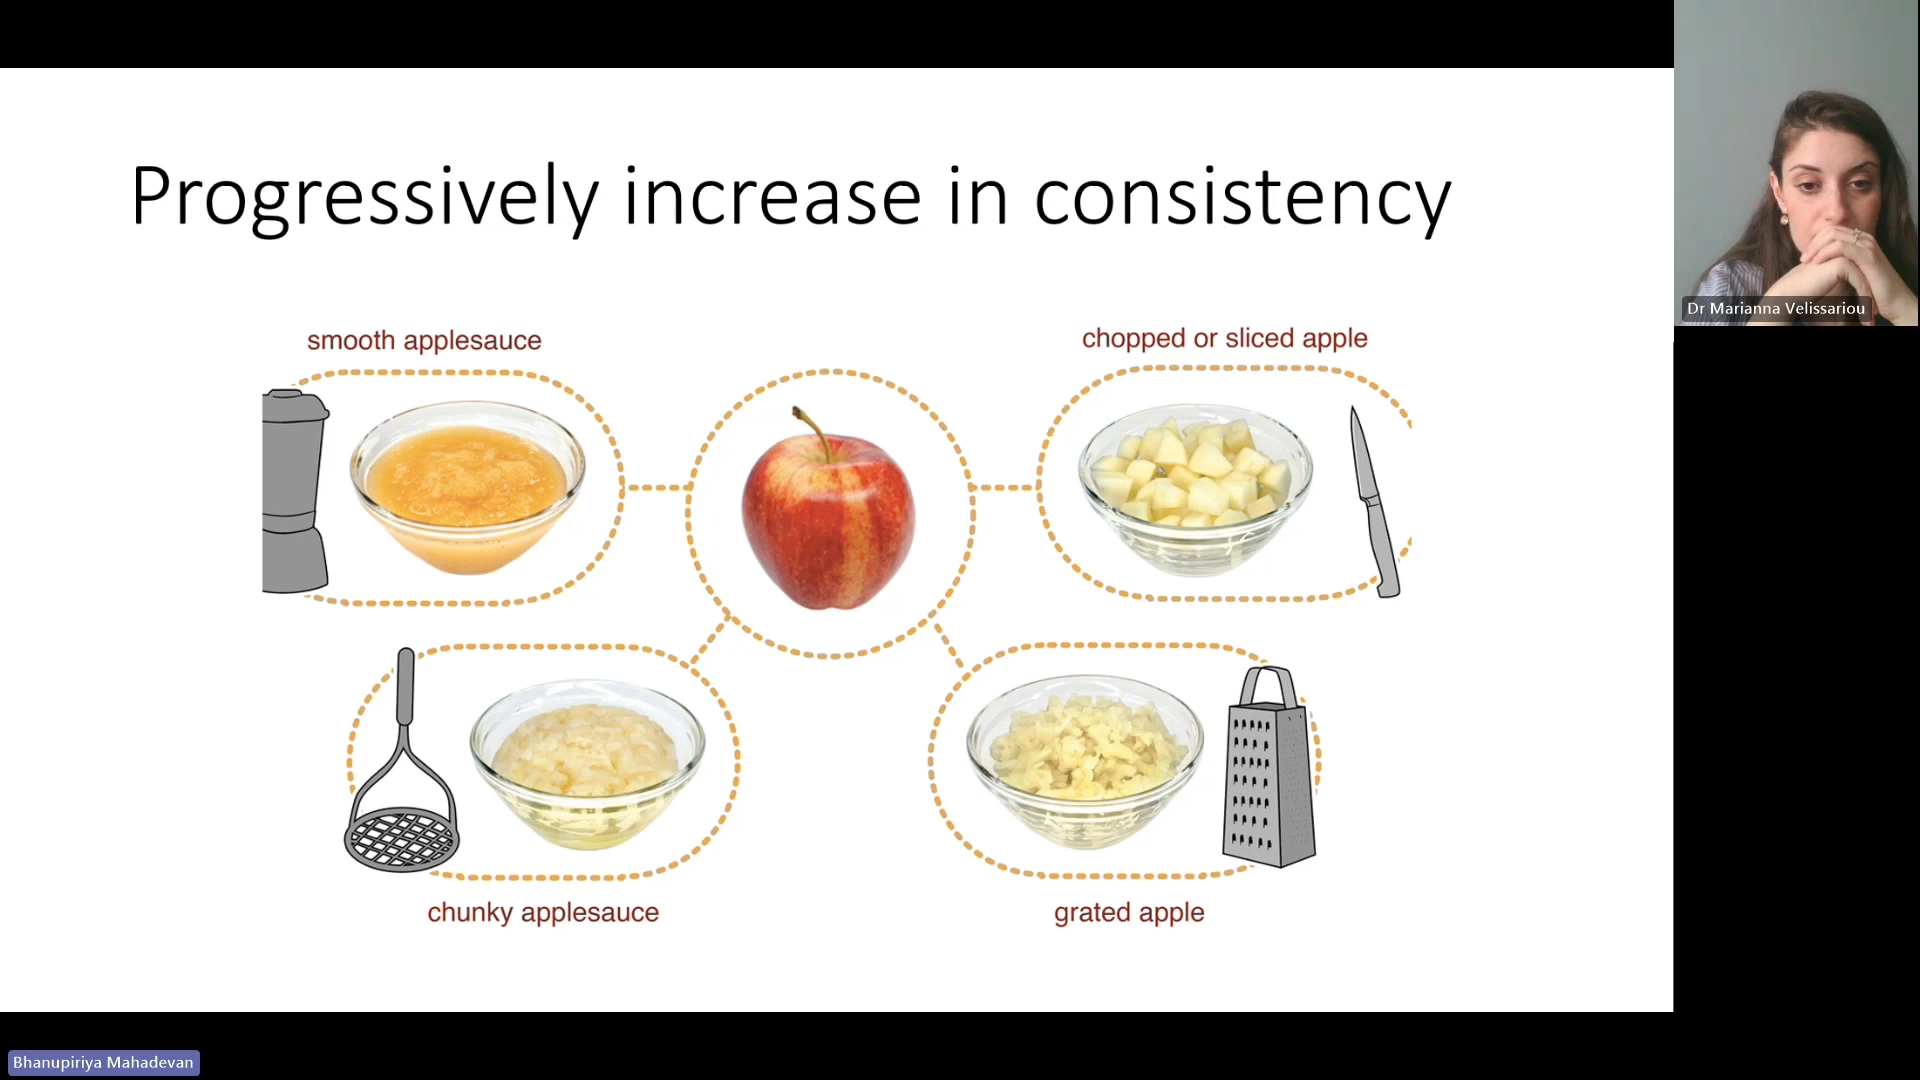 Progressively increase in consistency
smooth applesauce
chopped or sliced apple
chunky applesauce
grated apple
Dr Marianna Velissariou
Bhanupiriya Mahadevan